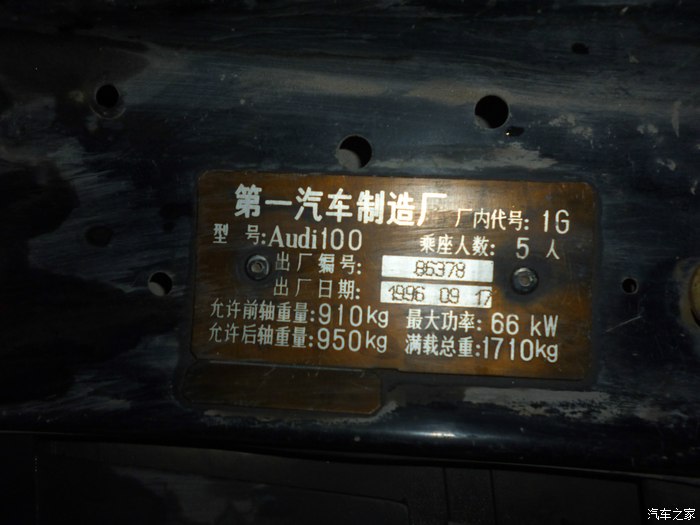 第一汽车制造厂 厂内代号: 1G
型 号:Audi100 乘座人数: 5 人
出厂编号: 86378
出厂日期: 1996 09 17
允许前轴重量:910kg 最大功率: 66 kW
允许后轴重量:950kg 满载总重:1710kg
汽车之家